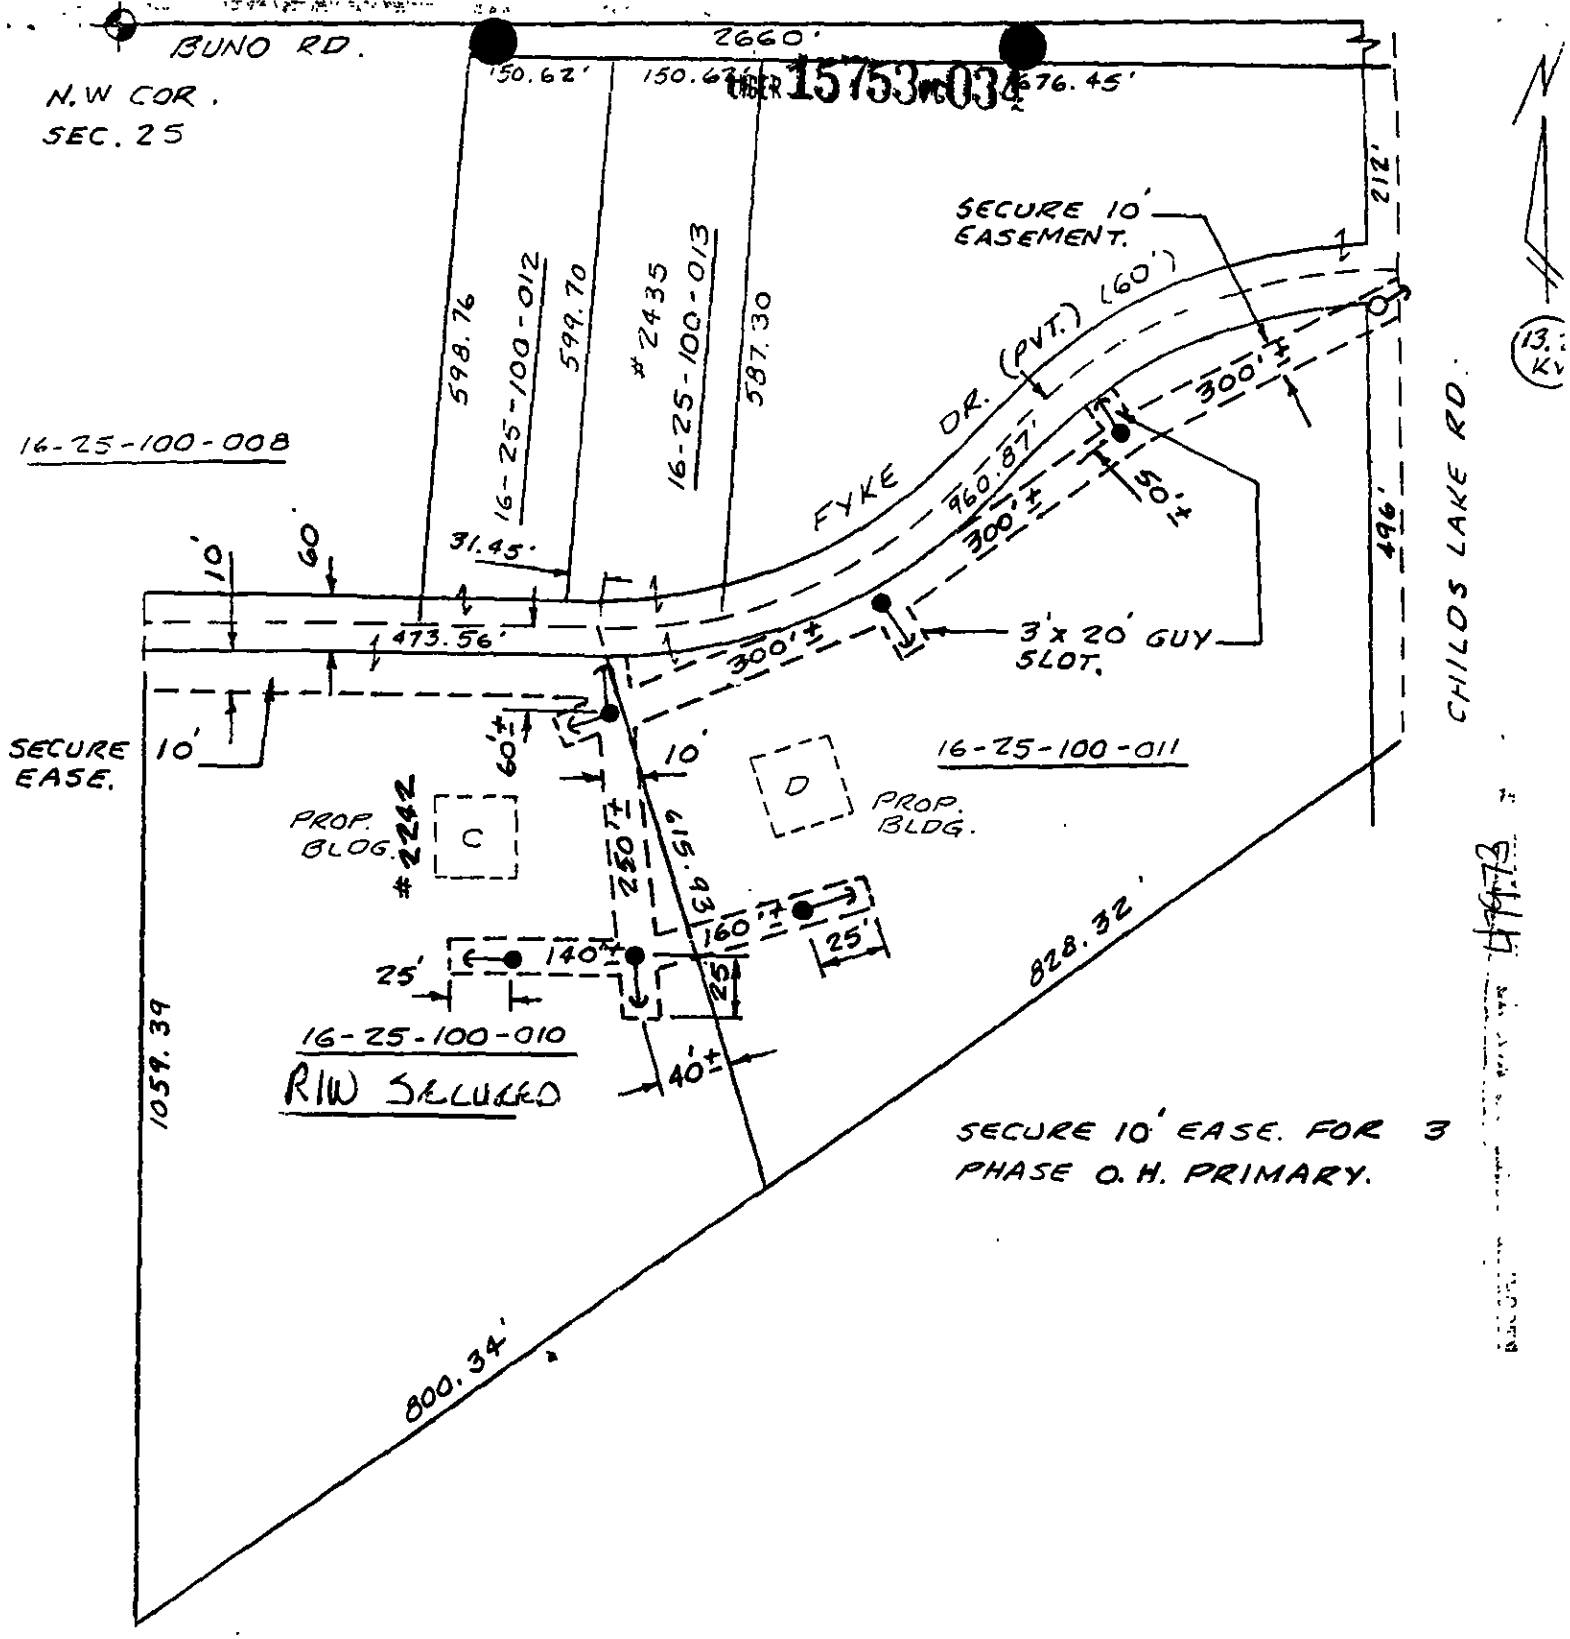 BUNO RD.
2660'
N.W COR.
SEC. 25
150.62'
150.62'
LIBER 15753 PG 034
676.45'
N
212'
SECURE 10'
EASEMENT.
598.76
16-25-100-012
599.70
# 2435
16-25-100-013
587.30
FYKE DR. (PVT.) (60')
300'±
16-25-100-008
960.87'
300'±
50'±
CHILDS LAKE RD.
496'
10'
60
31.45'
473.56'
300'±
3'x 20' GUY
SLOT.
SECURE 10'
EASE.
60'±
10'
16-25-100-011
PROP.
BLDG.
#2242
C
D
PROP.
BLDG.
250'±
615.93
140'±
160'±
25'
25'
25
828.32'
16-25-100-010
R/W SECURED
40'±
1059.39
SECURE 10' EASE. FOR 3
PHASE O.H. PRIMARY.
800.34'